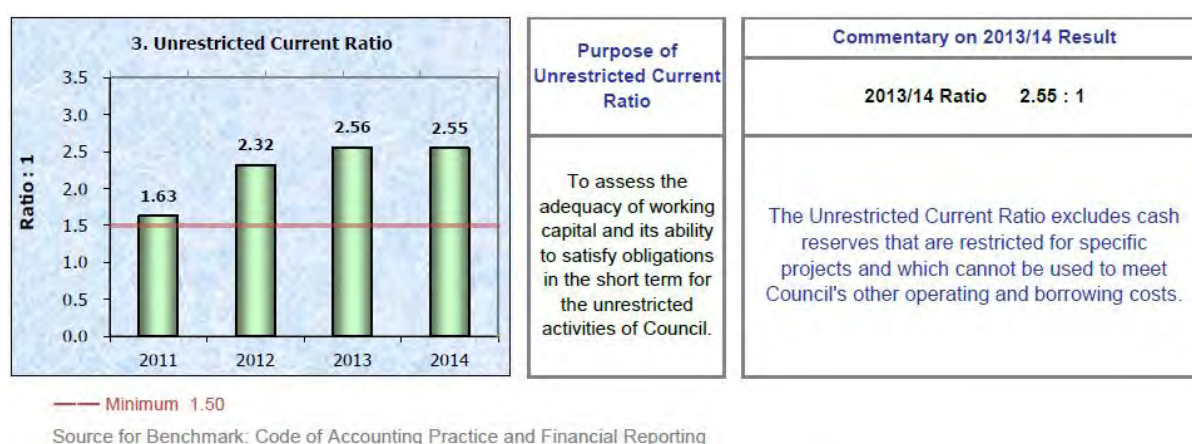 3. Unrestricted Current Ratio
Ratio : 1
3.5
3.0
2.5
2.0
1.5
1.0
0.5
0.0
1.63
2.32
2.56
2.55
2011 2012 2013 2014
Purpose of
Unrestricted Current
Ratio
To assess the
adequacy of working
capital and its ability
to satisfy obligations
in the short term for
the unrestricted
activities of Council.
Commentary on 2013/14 Result
2013/14 Ratio 2.55 : 1
The Unrestricted Current Ratio excludes cash
reserves that are restricted for specific
projects and which cannot be used to meet
Council's other operating and borrowing costs.
Minimum 1.50
Source for Benchmark: Code of Accounting Practice and Financial Reporting